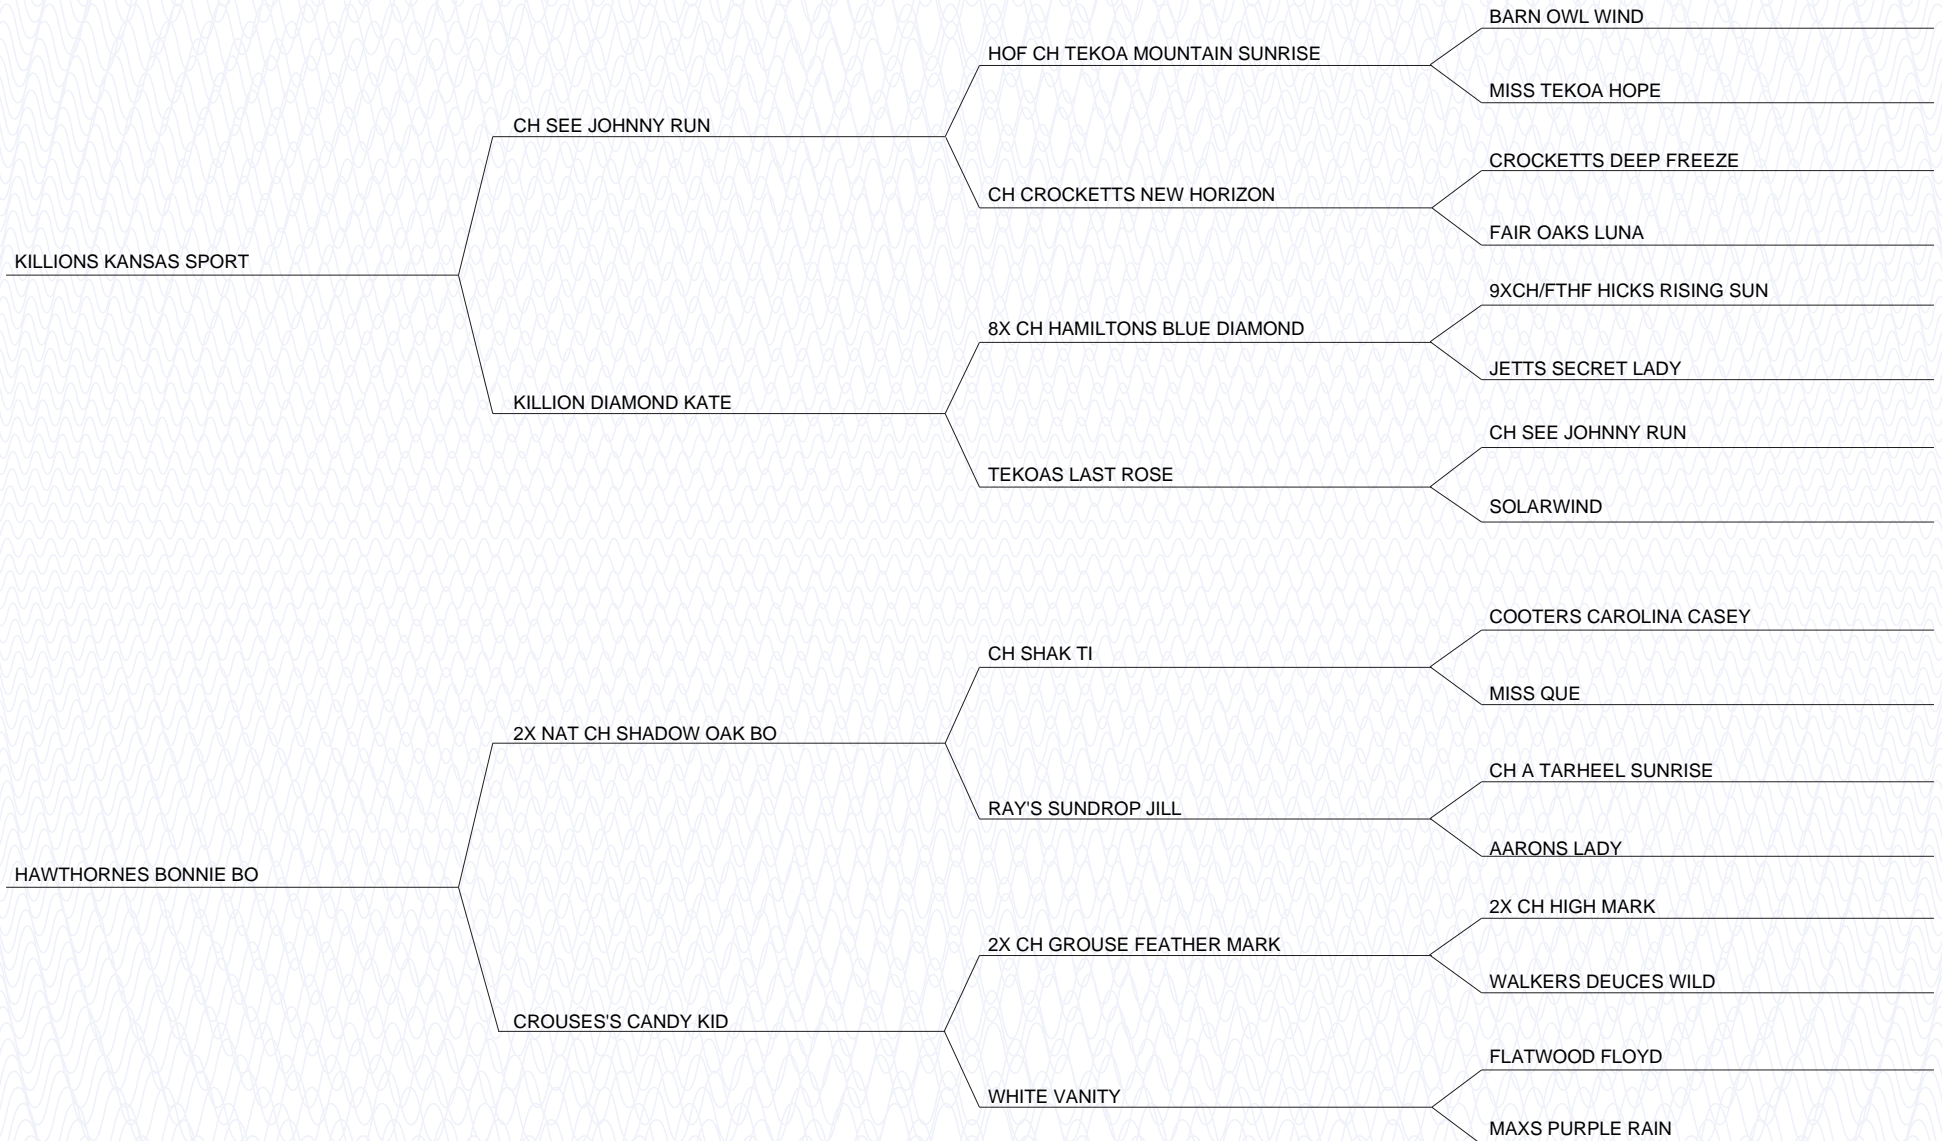 BARN OWL WIND
HOF CH TEKOA MOUNTAIN SUNRISE
MISS TEKOA HOPE
CH SEE JOHNNY RUN
CROCKETTS DEEP FREEZE
CH CROCKETTS NEW HORIZON
FAIR OAKS LUNA
KILLIONS KANSAS SPORT
9XCH/FTHF HICKS RISING SUN
8X CH HAMILTONS BLUE DIAMOND
JETTS SECRET LADY
KILLION DIAMOND KATE
CH SEE JOHNNY RUN
TEKOAS LAST ROSE
SOLARWIND
COOTERS CAROLINA CASEY
CH SHAK TI
MISS QUE
2X NAT CH SHADOW OAK BO
CH A TARHEEL SUNRISE
RAY'S SUNDROP JILL
AARONS LADY
HAWTHORNES BONNIE BO
2X CH HIGH MARK
2X CH GROUSE FEATHER MARK
WALKERS DEUCES WILD
CROUSES'S CANDY KID
FLATWOOD FLOYD
WHITE VANITY
MAXS PURPLE RAIN